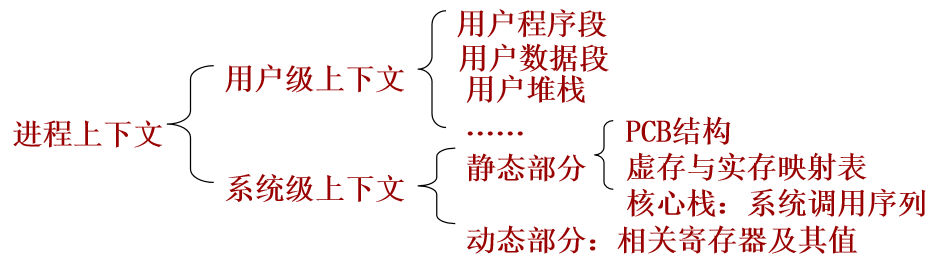 进程上下文
用户级上下文
用户程序段
用户数据段
用户堆栈
……
系统级上下文
静态部分
PCB结构
虚存与实存映射表
核心栈：系统调用序列
动态部分：相关寄存器及其值